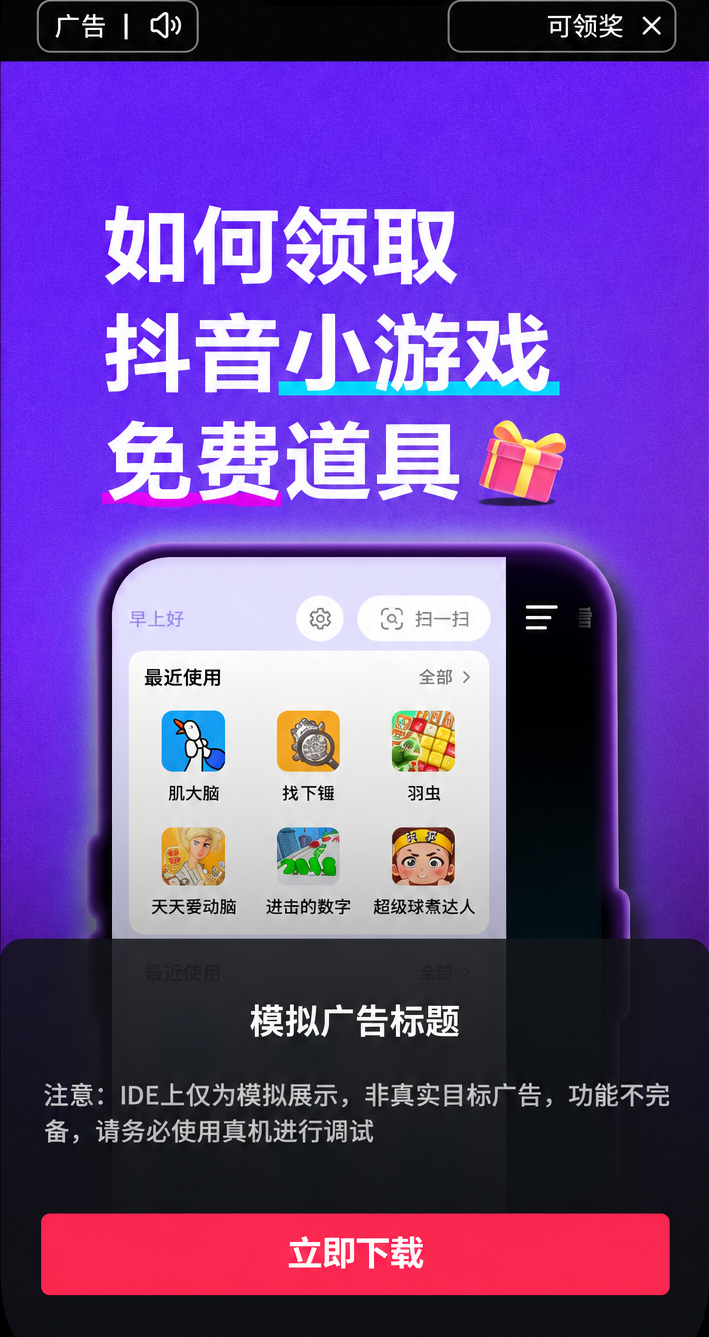 广告 |
可领奖
如何领取
抖音小游戏
免费道具
早上好
扫一扫
最近使用
全部
肌大脑
找下锤
羽虫
天天爱动脑
进击的数字
超级球煮达人
最近使用
全部
模拟广告标题
注意：IDE上仅为模拟展示，非真实目标广告，功能不完
备，请务必使用真机进行调试
立即下载